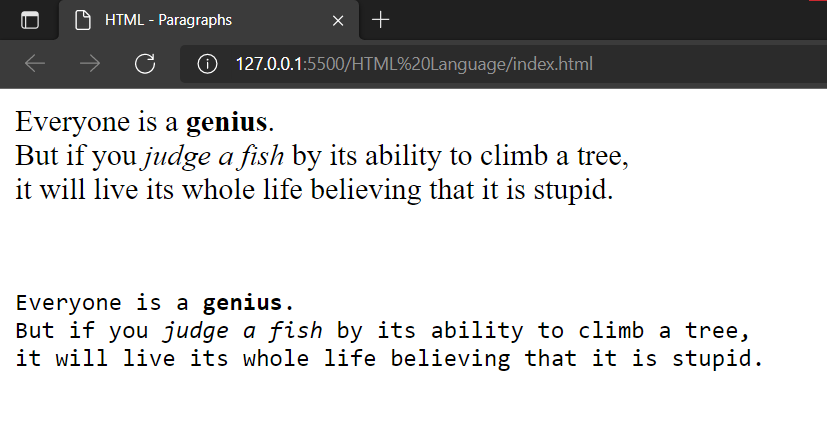 HTML - Paragraphs
127.0.0.1:5500/HTML%20Language/index.html
Everyone is a genius.
But if you judge a fish by its ability to climb a tree,
it will live its whole life believing that it is stupid.
Everyone is a genius.
But if you judge a fish by its ability to climb a tree,
it will live its whole life believing that it is stupid.